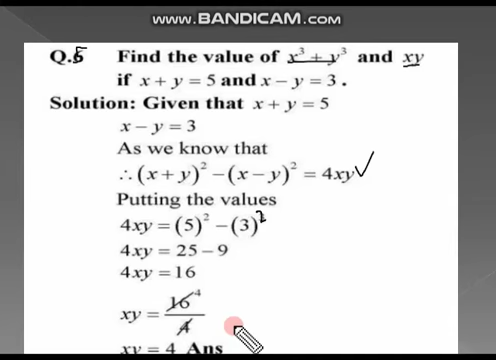 WWW.BANDICAM.COM
Q.5 Find the value of x³ + y³ and xy
if x + y = 5 and x − y = 3 .
Solution: Given that x + y = 5
x − y = 3
As we know that
∴ (x + y)² − (x − y)² = 4xy ✓
Putting the values
4xy = (5)² − (3)²
4xy = 25 − 9
4xy = 16
xy = 16/4 4
xy = 4 Ans